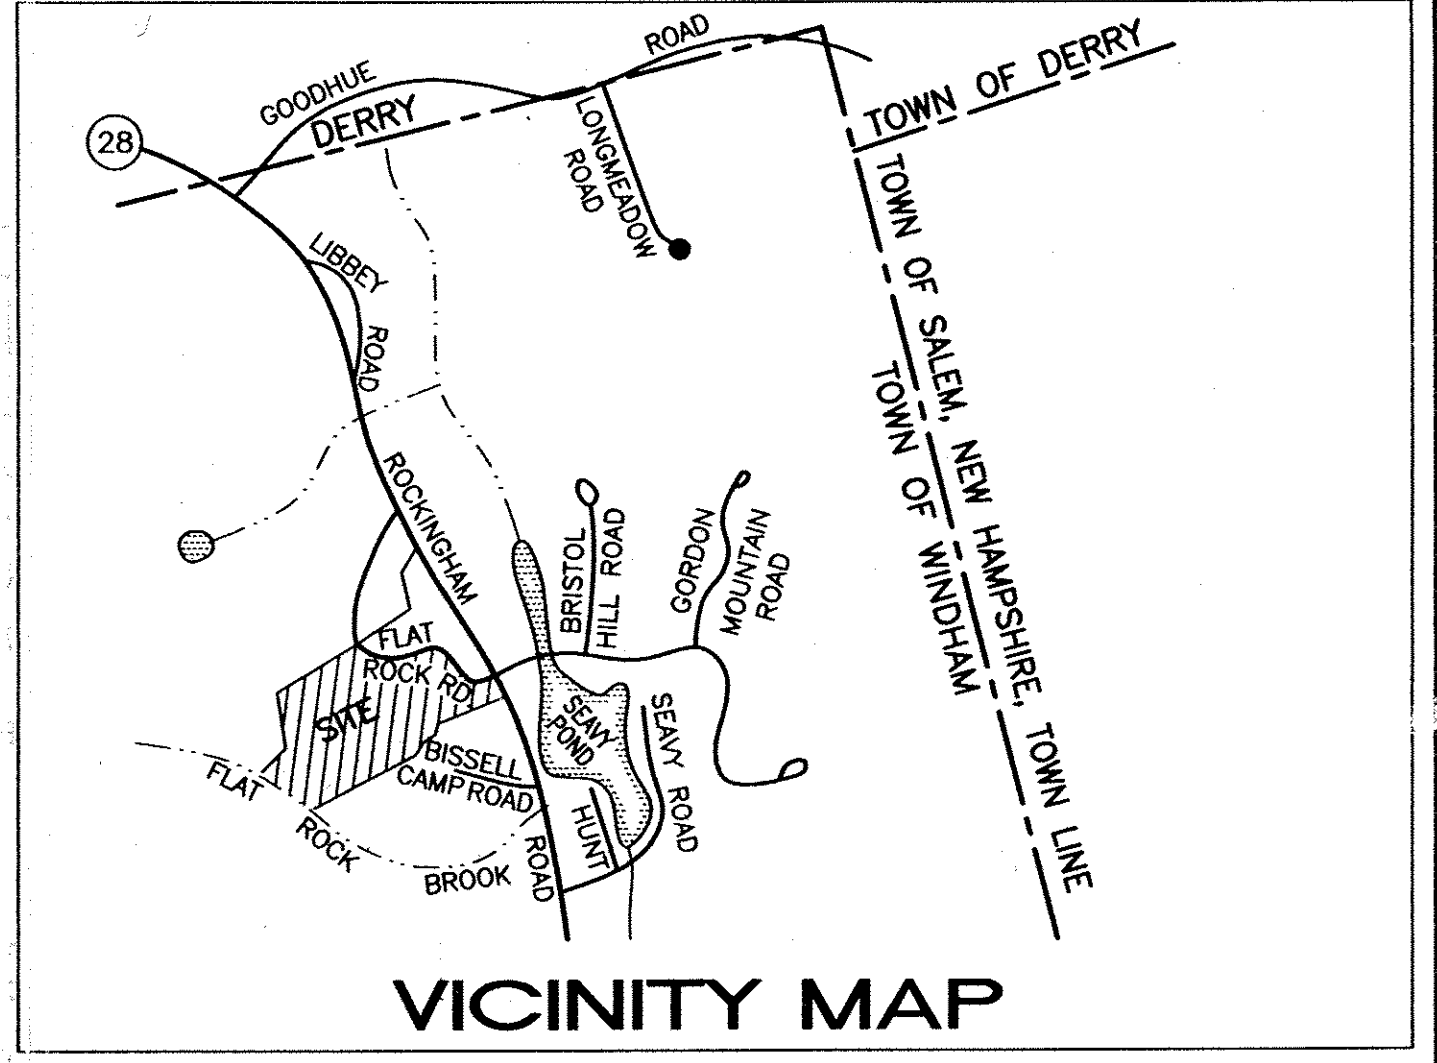 GOODHUE
ROAD
28
DERRY
TOWN OF DERRY
LONGMEADOW
ROAD
TOWN OF SALEM, NEW HAMPSHIRE, TOWN LINE
TOWN OF WINDHAM
LIBBEY
ROAD
ROCKINGHAM
ROAD
BRISTOL
HILL ROAD
GORDON
MOUNTAIN
ROAD
FLAT
ROCK RD
SITE
SEAVY
POND
SEAVY ROAD
BISSELL
CAMP ROAD
HUNT
FLAT
ROCK
BROOK
VICINITY MAP